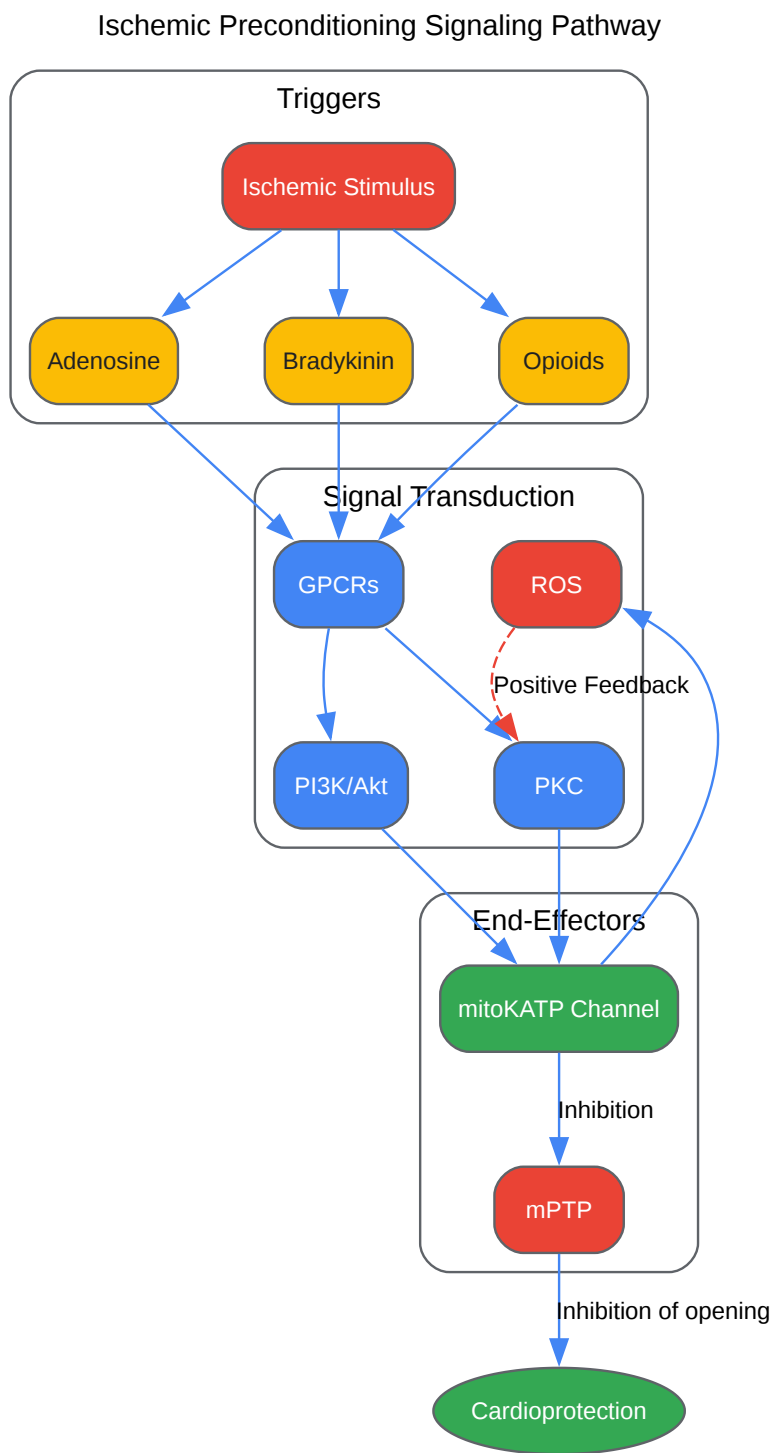 Ischemic Preconditioning Signaling Pathway
Triggers
Ischemic Stimulus
Adenosine
Bradykinin
Opioids
Signal Transduction
GPCRs
ROS
Positive Feedback
PI3K/Akt
PKC
End-Effectors
mitoKATP Channel
Inhibition
mPTP
Inhibition of opening
Cardioprotection